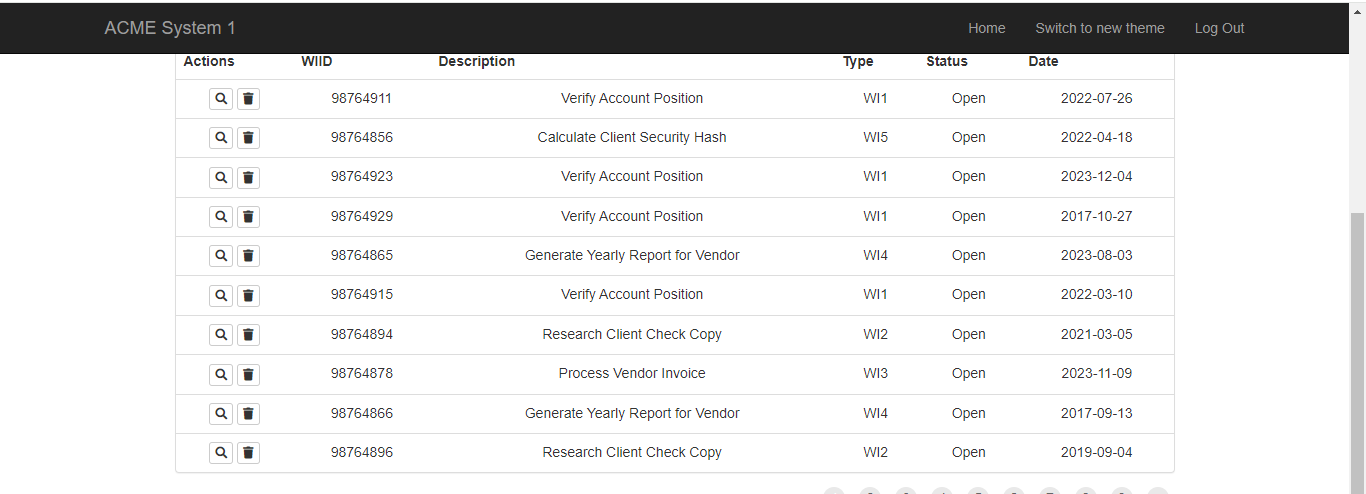 ACME System 1 Home Switch to new theme Log Out
Actions WIID Description Type Status Date
98764911 Verify Account Position WI1 Open 2022-07-26
98764856 Calculate Client Security Hash WI5 Open 2022-04-18
98764923 Verify Account Position WI1 Open 2023-12-04
98764929 Verify Account Position WI1 Open 2017-10-27
98764865 Generate Yearly Report for Vendor WI4 Open 2023-08-03
98764915 Verify Account Position WI1 Open 2022-03-10
98764894 Research Client Check Copy WI2 Open 2021-03-05
98764878 Process Vendor Invoice WI3 Open 2023-11-09
98764866 Generate Yearly Report for Vendor WI4 Open 2017-09-13
98764896 Research Client Check Copy WI2 Open 2019-09-04